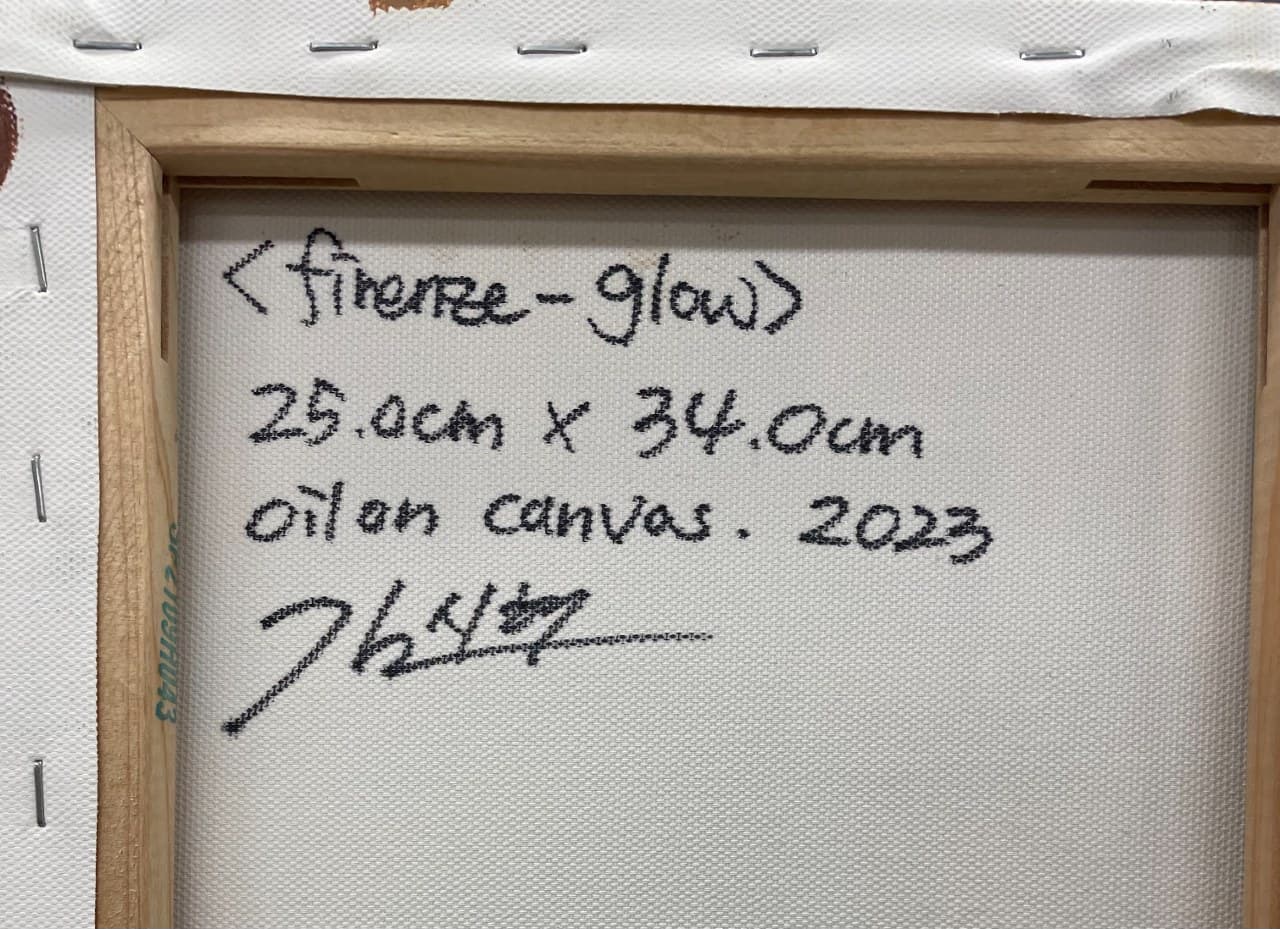 <firenze-glow>
25.0cm x 34.0cm
oil on canvas. 2023